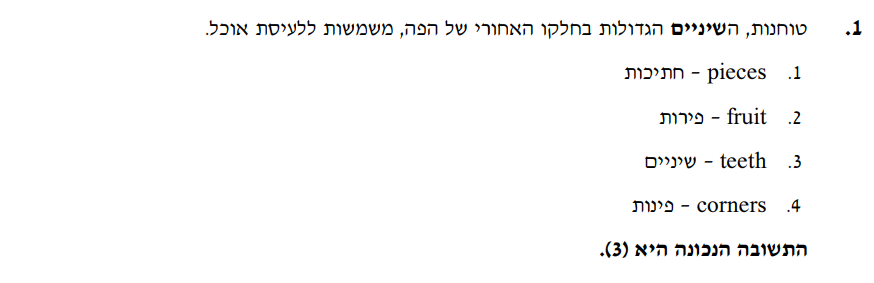 1. טוחנות, השיניים הגדולות בחלקו האחורי של הפה, משמשות ללעיסת אוכל.
1. pieces – חתיכות
2. fruit – פירות
3. teeth – שיניים
4. corners – פינות
התשובה הנכונה היא (3).